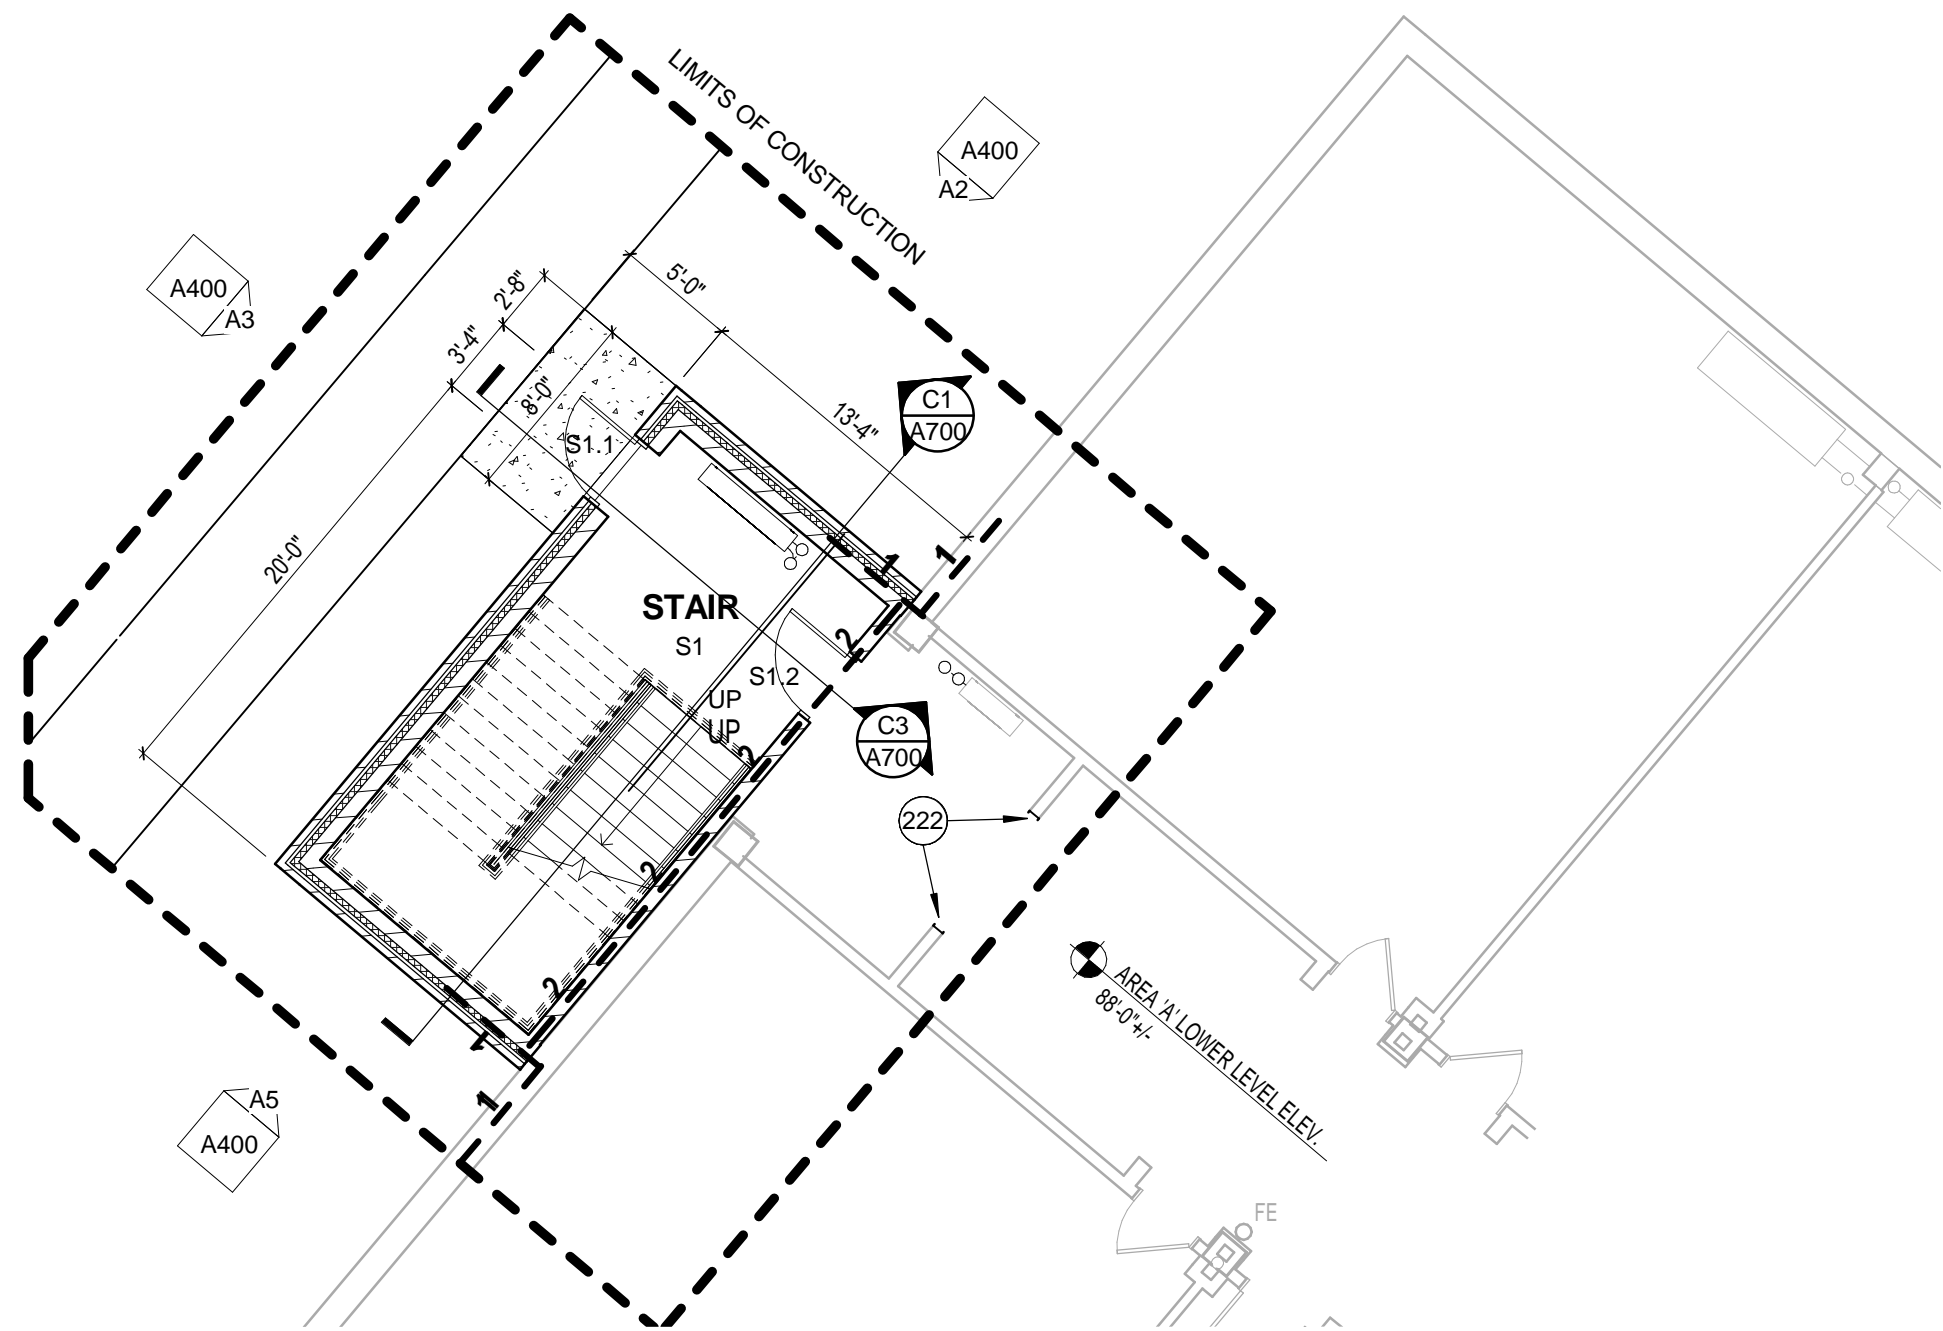 LIMITS OF CONSTRUCTION
A400
A2
A400
A3
2'-8"
5'-0"
3'-4"
8'-0"
13'-4"
C1
A700
S1.1
20'-0"
1
1
STAIR
S1
2
S1.2
UP
UP
C3
A700
2
222
2
2
AREA 'A' LOWER LEVEL ELEV.
88'-0"+/-
1
1
A5
A400
FE